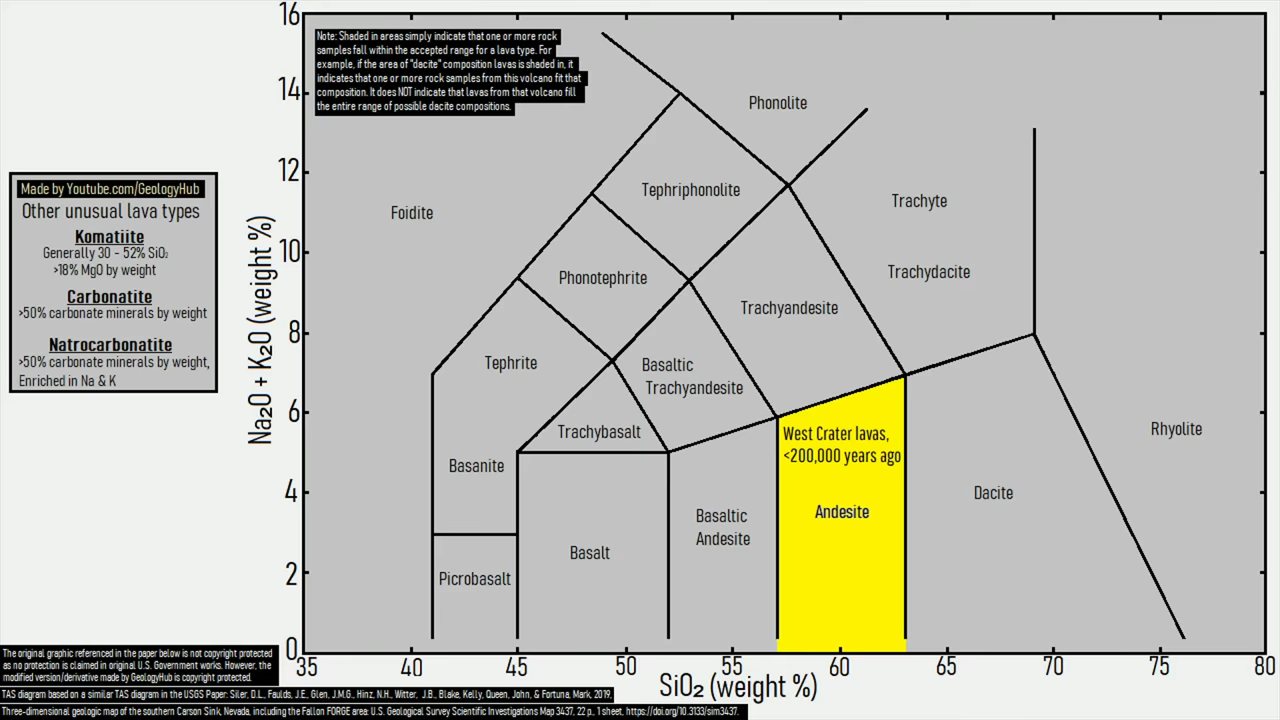 Note: Shaded in areas simply indicate that one or more rock
samples fall within the accepted range for a lava type. For
example, if the area of "dacite" composition lavas is shaded in, it
indicates that one or more rock samples from this volcano fit that
composition. It does NOT indicate that lavas from that volcano fill
the entire range of possible dacite compositions.
Made by Youtube.com/GeologyHub
Other unusual lava types
Komatiite
Generally 30 - 52% SiO₂
>18% MgO by weight
Carbonatite
>50% carbonate minerals by weight
Natrocarbonatite
>50% carbonate minerals by weight,
Enriched in Na & K
Na₂O + K₂O (weight %)
16
14
12
10
8
6
4
2
0
Phonolite
Tephriphonolite
Trachyte
Foidite
Trachydacite
Phonotephrite
Trachyandesite
Tephrite
Basaltic
Trachyandesite
Trachybasalt
West Crater lavas,
<200,000 years ago
Rhyolite
Basanite
Dacite
Andesite
Basaltic
Andesite
Basalt
Picrobasalt
35 40 45 50 55 60 65 70 75 80
SiO₂ (weight %)
The original graphic referenced in the paper below is not copyright protected
as no protection is claimed in original U.S. Government works. However, the
modified version/derivative made by GeologyHub is copyright protected.
TAS diagram based on a similar TAS diagram in the USGS Paper: Siler, D.L., Faulds, J.E., Glen, J.M.G., Hinz, N.H., Witter, J.B., Blake, Kelly, Queen, John, & Fortuna, Mark, 2019,
Three-dimensional geologic map of the southern Carson Sink, Nevada, including the Fallon FORGE area: U.S. Geological Survey Scientific Investigations Map 3437, 22 p., 1 sheet, https://doi.org/10.3133/sim3437.